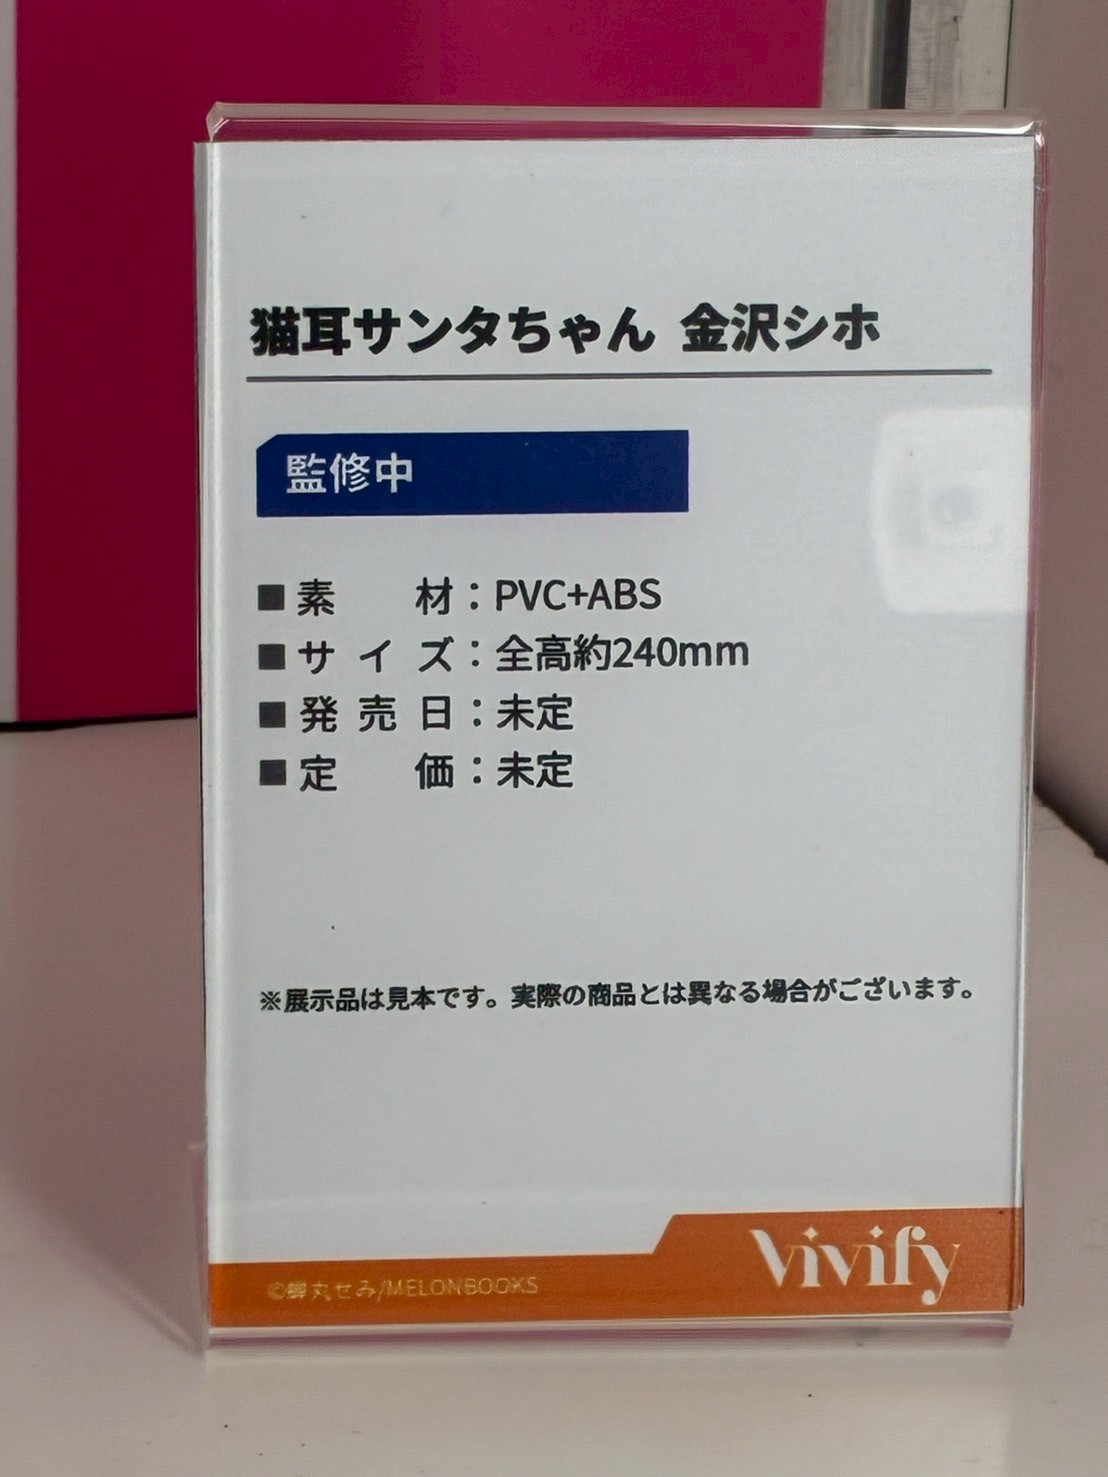 猫耳サンタちゃん 金沢シホ
監修中
■素材：PVC+ABS
■サイズ：全高約240mm
■発売日：未定
■定価：未定
※展示品は見本です。実際の商品とは異なる場合がございます。
©蟬丸せみ/MELONBOOKS
Vivify